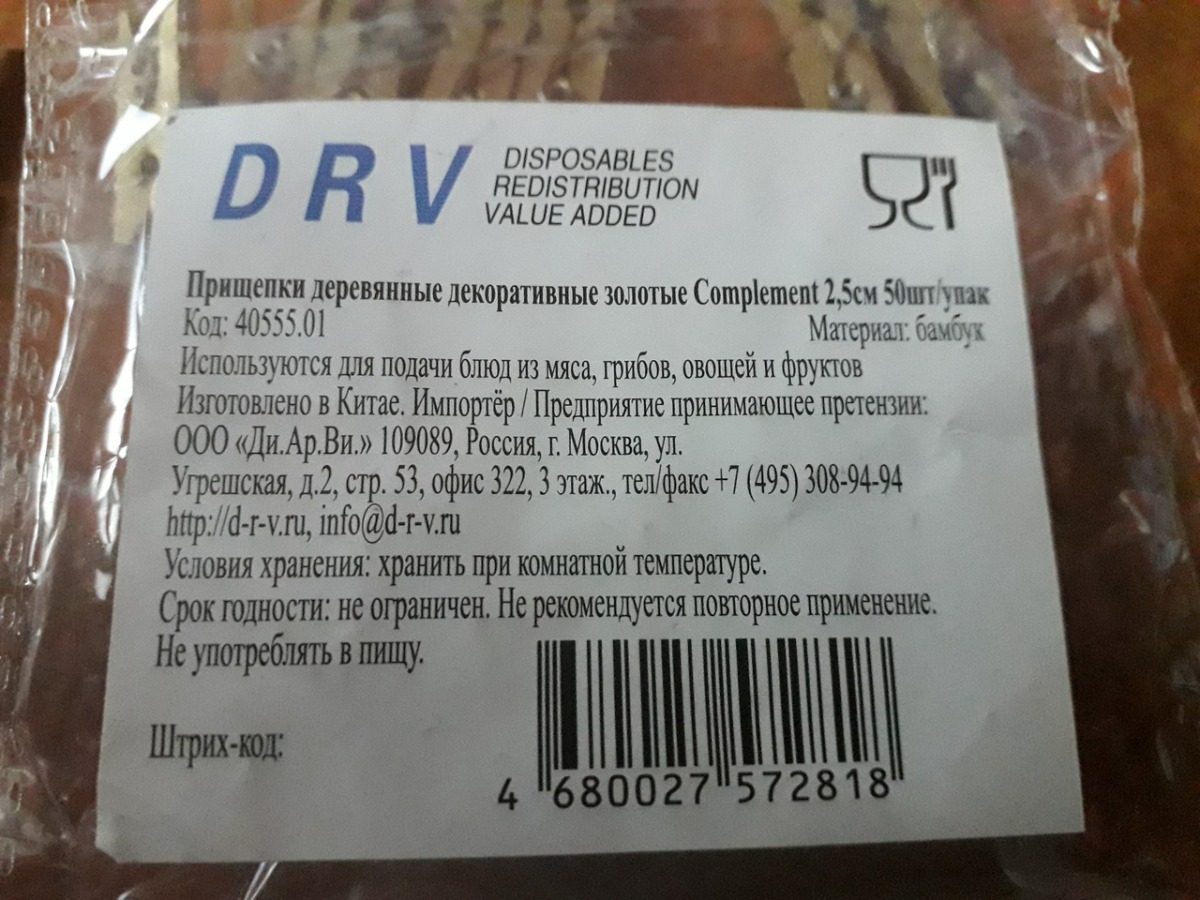 DRV
DISPOSABLES
REDISTRIBUTION
VALUE ADDED
Прищепки деревянные декоративные золотые Complement 2,5см 50шт/упак
Код: 40555.01 Материал: бамбук
Используются для подачи блюд из мяса, грибов, овощей и фруктов
Изготовлено в Китае. Импортёр / Предприятие принимающее претензии:
ООО «Ди.Ар.Ви.» 109089, Россия, г. Москва, ул.
Угрешская, д.2, стр. 53, офис 322, 3 этаж., тел/факс +7 (495) 308-94-94
http://d-r-v.ru, info@d-r-v.ru
Условия хранения: хранить при комнатной температуре.
Срок годности: не ограничен. Не рекомендуется повторное применение.
Не употреблять в пищу.
Штрих-код:
4 680027 572818